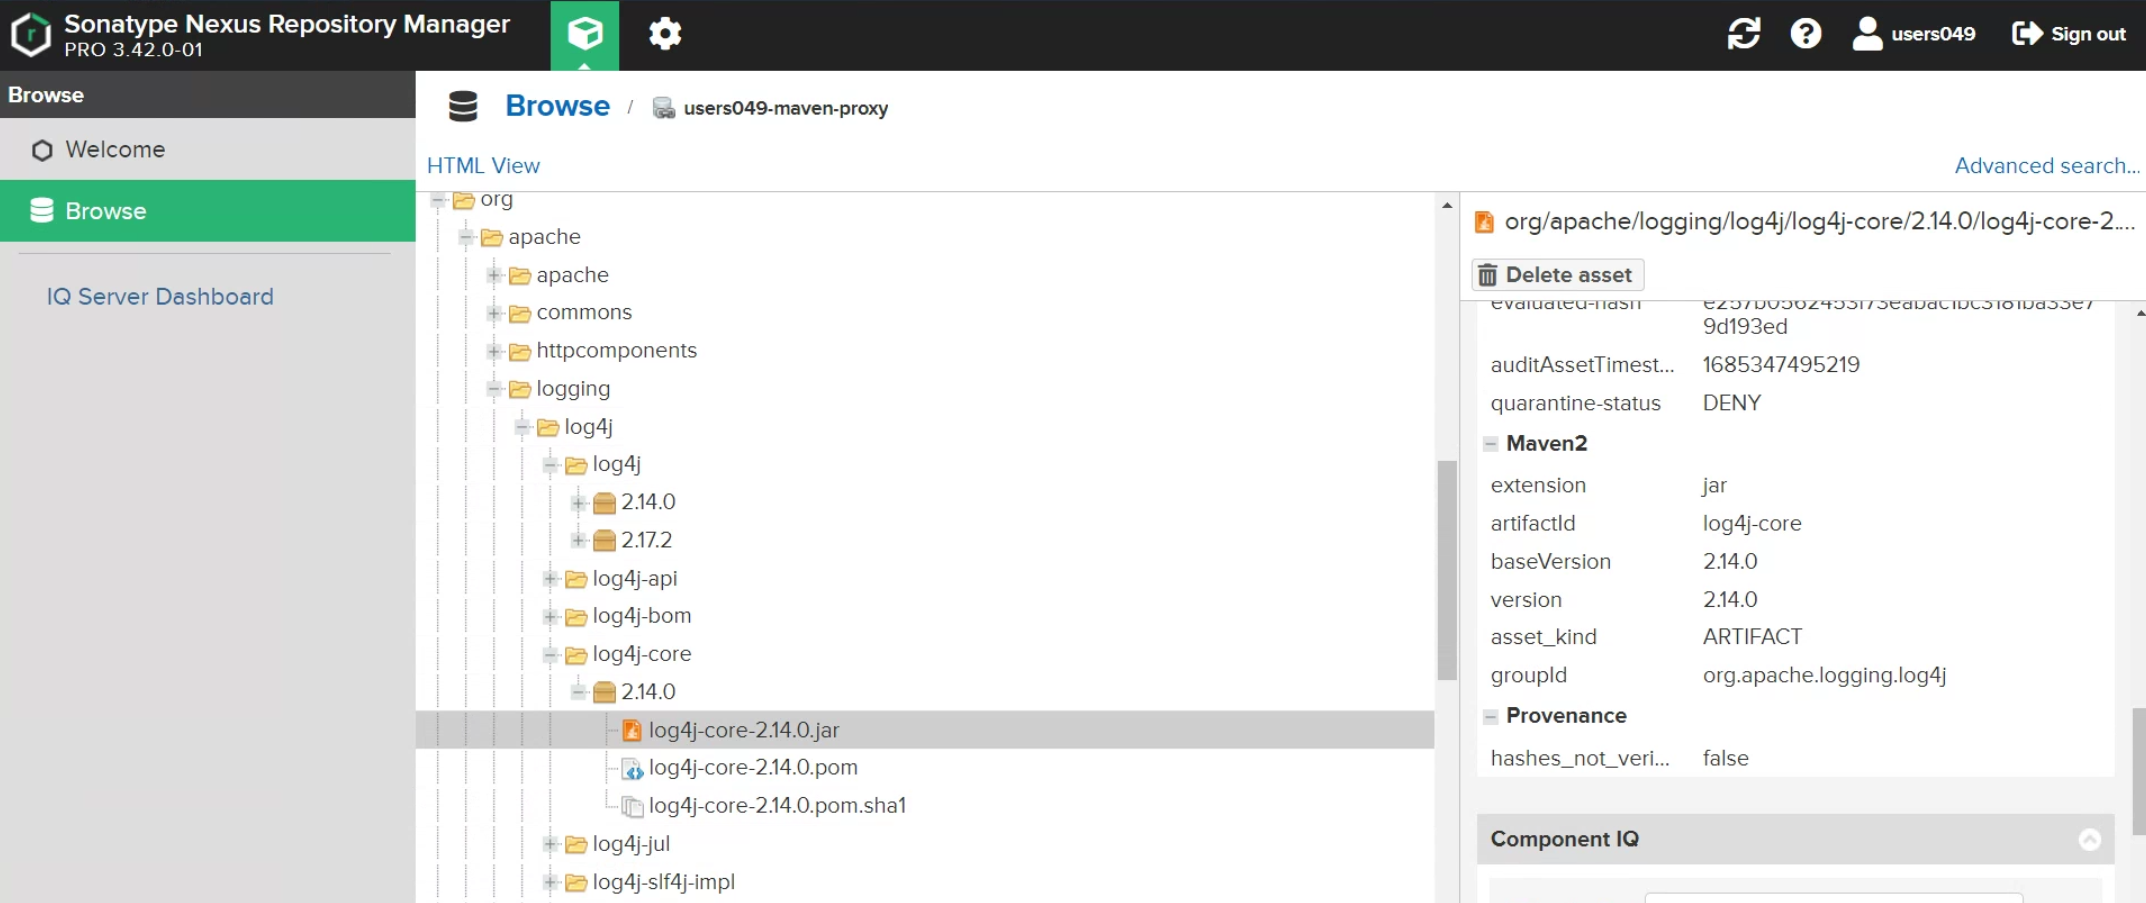 Sonatype Nexus Repository Manager
PRO 3.42.0-01
users049
Sign out
Browse
Welcome
Browse
IQ Server Dashboard
Browse / users049-maven-proxy
HTML View
Advanced search...
org
apache
apache
commons
httpcomponents
logging
log4j
log4j
2.14.0
2.17.2
log4j-api
log4j-bom
log4j-core
2.14.0
log4j-core-2.14.0.jar
log4j-core-2.14.0.pom
log4j-core-2.14.0.pom.sha1
log4j-jul
log4j-slf4j-impl
org/apache/logging/log4j/log4j-core/2.14.0/log4j-core-2....
Delete asset
evaluated-hash
9d193ed
auditAssetTimest... 1685347495219
quarantine-status DENY
Maven2
extension jar
artifactId log4j-core
baseVersion 2.14.0
version 2.14.0
asset_kind ARTIFACT
groupId org.apache.logging.log4j
Provenance
hashes_not_veri... false
Component IQ